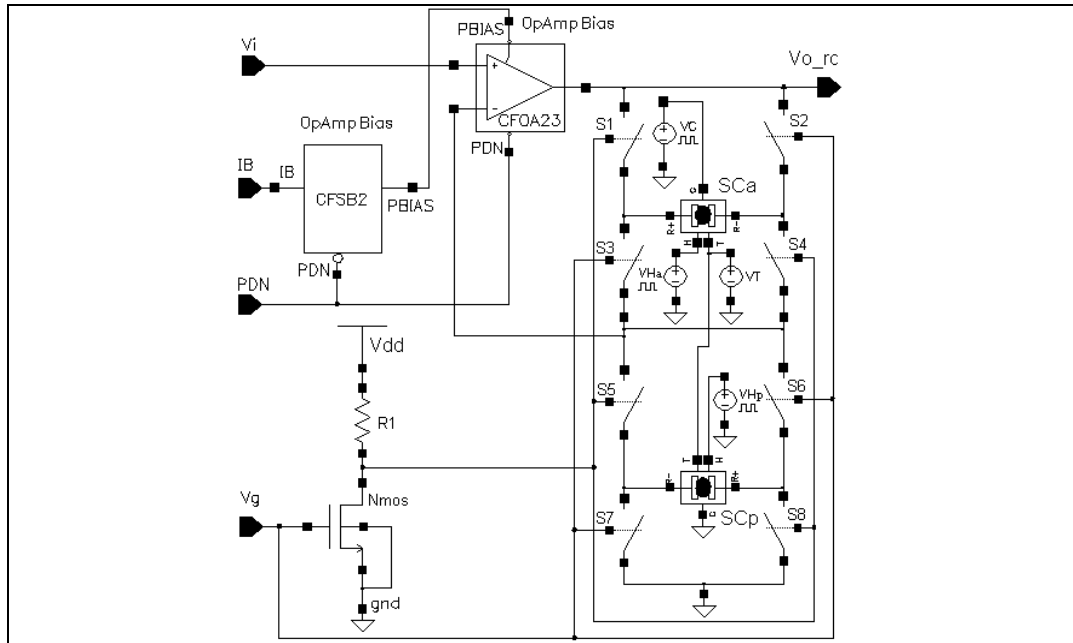 PBIAS OpAmp Bias
Vi
Vo_rc
+
-
CFOA23
PDN
S1
VC
S2
OpAmp Bias
IB
IB
CFSB2
PBIAS
PDN
PDN
C
SCa
R+
R-
H
T
S3
S4
VHa
VT
Vdd
R1
S5
VHp
S6
T
H
R-
R+
G
SCp
Vg
Nmos
S7
S8
gnd